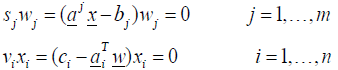 s_j w_j = (a^j x - b_j) w_j = 0 j = 1,…,m
v_i x_i = (c_i - a_i^T w) x_i = 0 i = 1,…,n